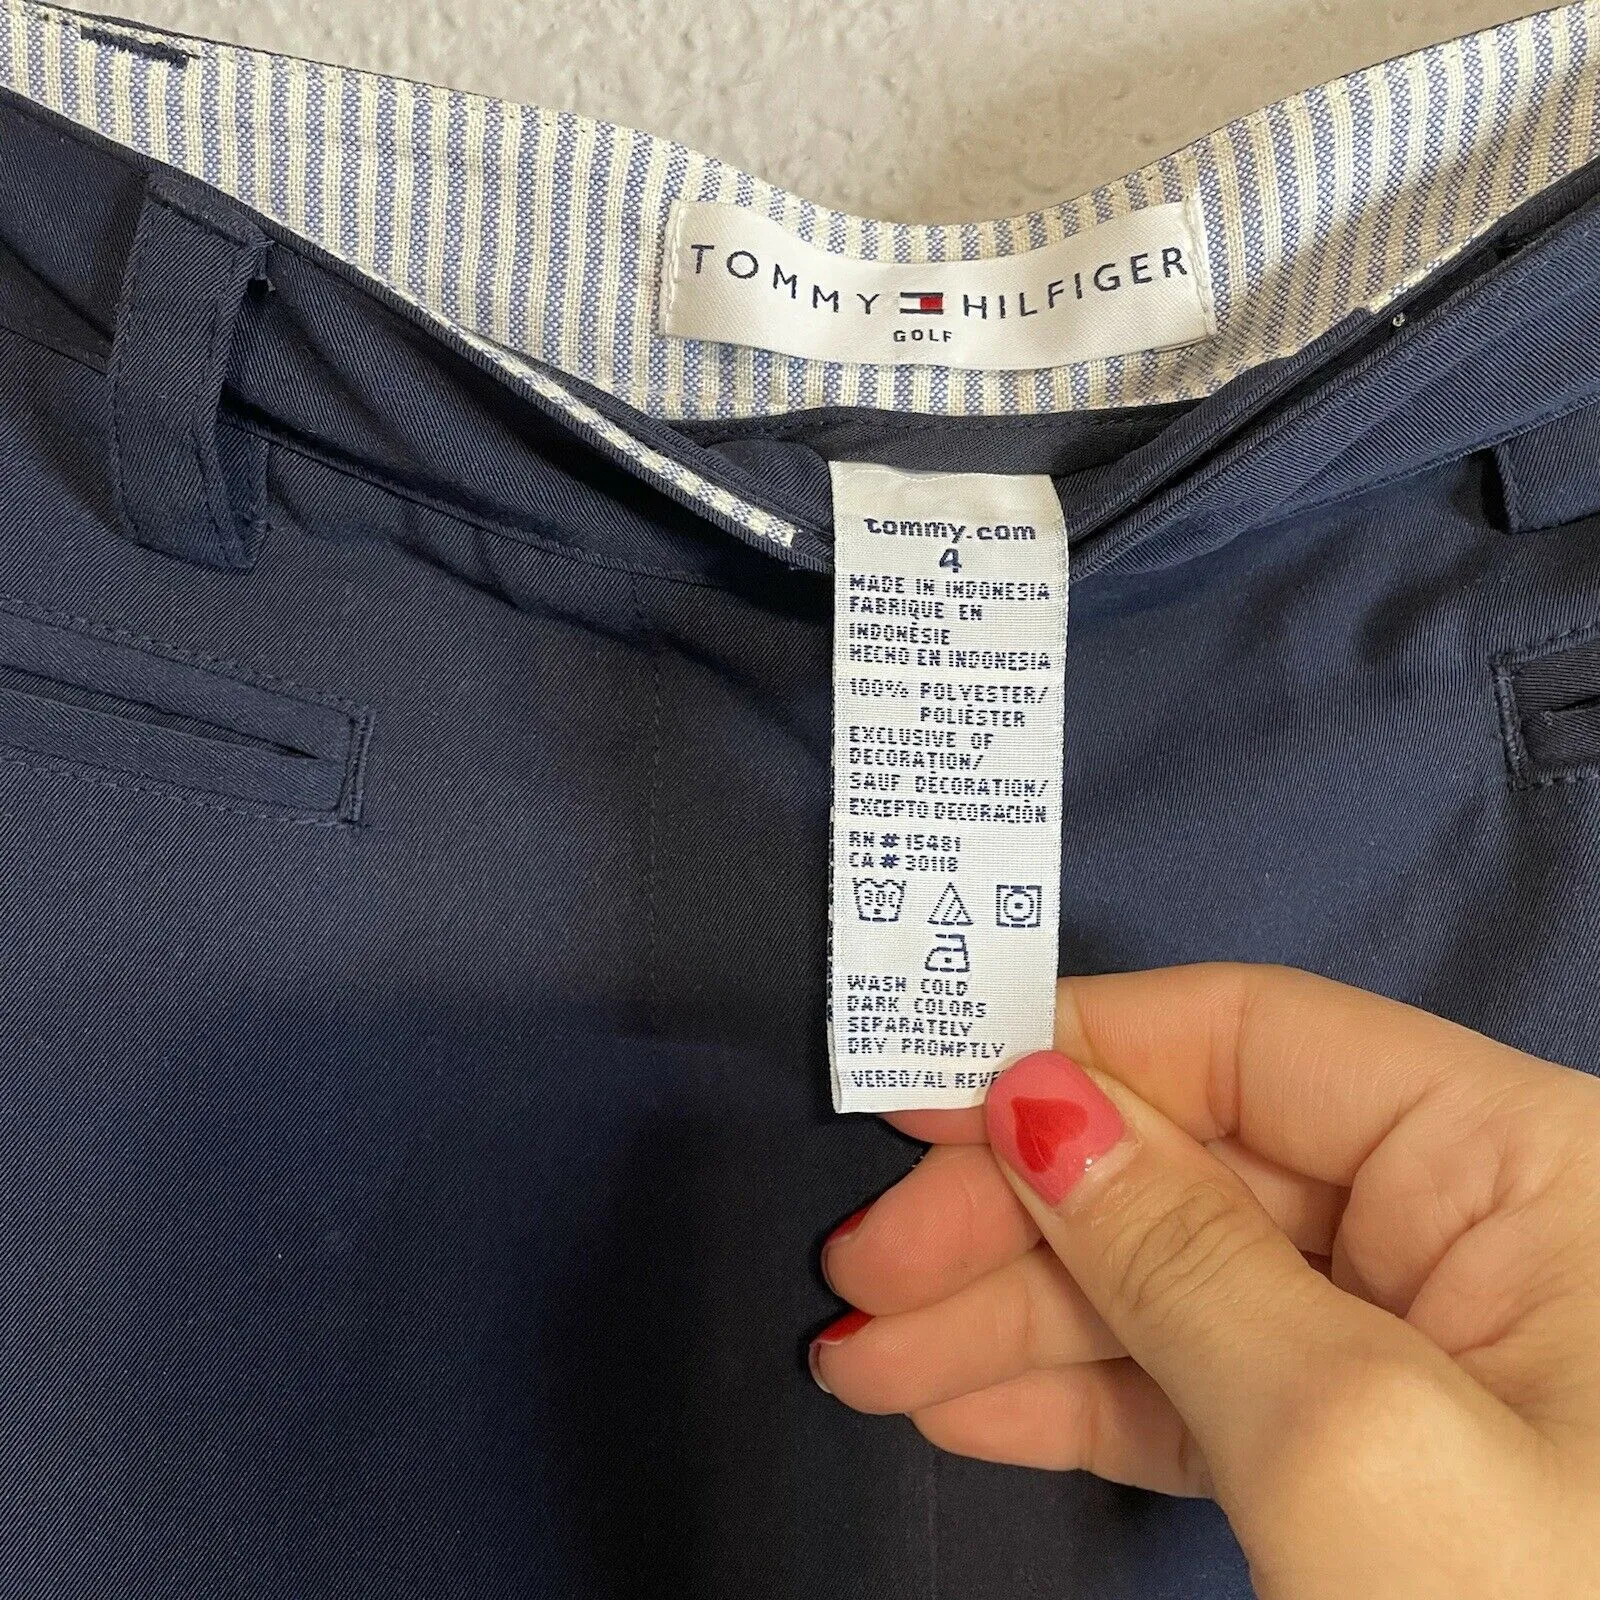 TOMMY HILFIGER
GOLF
tommy.com
4
MADE IN INDONESIA
FABRIQUE EN
INDONÉSIE
HECHO EN INDONESIA
100% POLYESTER/
POLIÉSTER
EXCLUSIVE OF
DECORATION/
SAUF DÉCORATION/
EXCEPTO DECORACIÓN
RN # 15481
CA # 30118
30C
WASH COLD
DARK COLORS
SEPARATELY
DRY PROMPTLY
VERSO/AL REVE